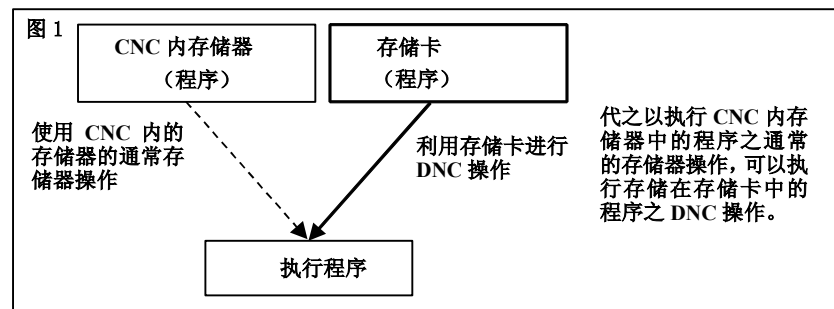 图 1
CNC 内存储器
（程序）
存储卡
（程序）
使用 CNC 内的
存储器的通常存
储器操作
利用存储卡进行
DNC 操作
代之以执行 CNC 内存
储器中的程序之通常
的存储器操作，可以执
行存储在存储卡中的
程序之 DNC 操作。
执行程序